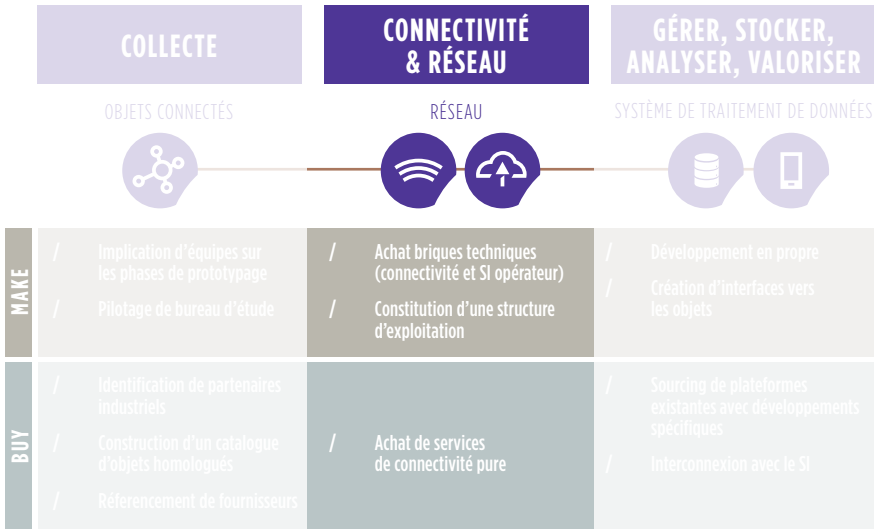 COLLECTE
CONNECTIVITÉ
& RÉSEAU
GÉRER, STOCKER,
ANALYSER, VALORISER
OBJETS CONNECTÉS
RÉSEAU
SYSTÈME DE TRAITEMENT DE DONNÉES
MAKE
/ Implication d'équipes sur
les phases de prototypage
/ Pilotage de bureau d'étude
/ Achat briques techniques
(connectivité et SI opérateur)
/ Constitution d'une structure
d'exploitation
/ Développement en propre
/ Création d'interfaces vers
les objets
BUY
/ Identification de partenaires
industriels
/ Construction d'un catalogue
d'objets homologués
/ Réferencement de fournisseurs
/ Achat de services
de connectivité pure
/ Sourcing de plateformes
existantes avec développements
spécifiques
/ Interconnexion avec le SI